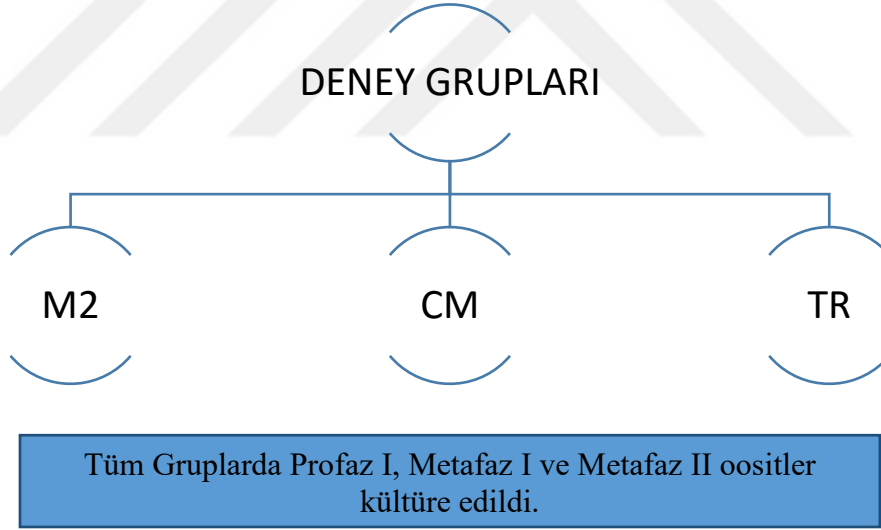 DENEY GRUPLARI
M2 CM TR
Tüm Gruplarda Profaz I, Metafaz I ve Metafaz II oositler
kültüre edildi.